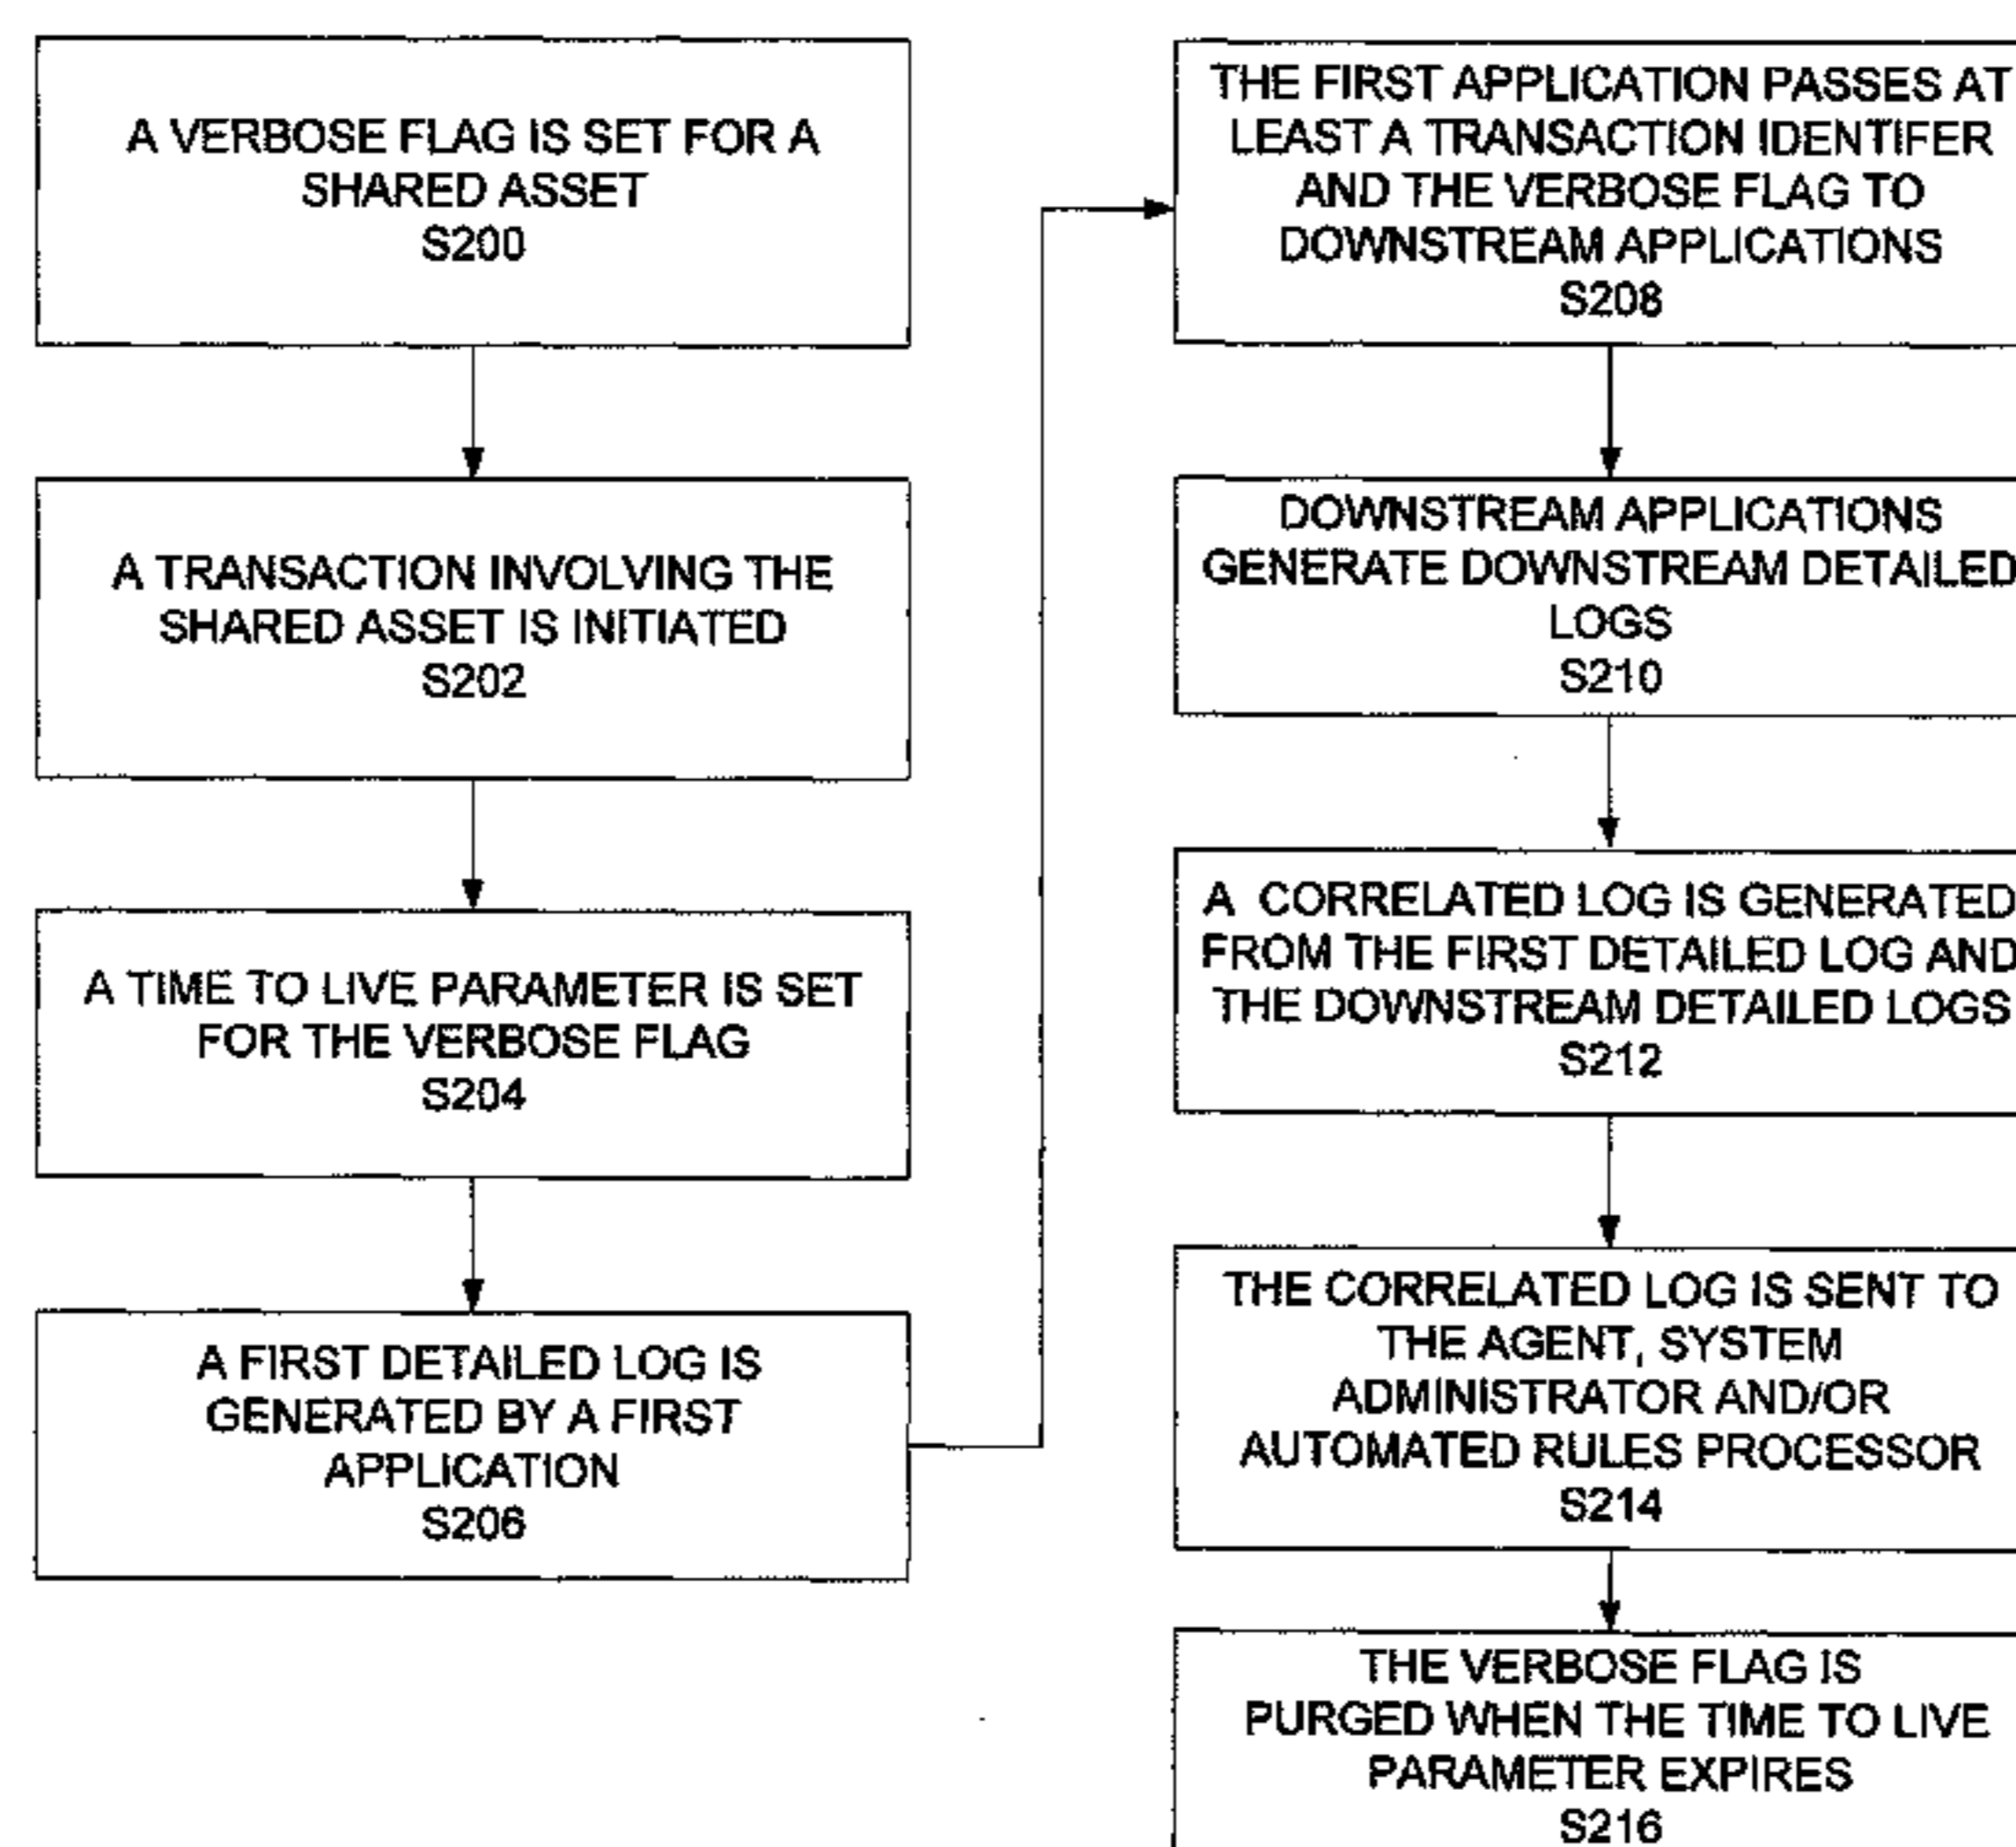 A VERBOSE FLAG IS SET FOR A
SHARED ASSET
S200
A TRANSACTION INVOLVING THE
SHARED ASSET IS INITIATED
S202
A TIME TO LIVE PARAMETER IS SET
FOR THE VERBOSE FLAG
S204
A FIRST DETAILED LOG IS
GENERATED BY A FIRST
APPLICATION
S206
THE FIRST APPLICATION PASSES AT
LEAST A TRANSACTION IDENTIFER
AND THE VERBOSE FLAG TO
DOWNSTREAM APPLICATIONS
S208
DOWNSTREAM APPLICATIONS
GENERATE DOWNSTREAM DETAILED
LOGS
S210
A CORRELATED LOG IS GENERATED
FROM THE FIRST DETAILED LOG AND
THE DOWNSTREAM DETAILED LOGS
S212
THE CORRELATED LOG IS SENT TO
THE AGENT, SYSTEM
ADMINISTRATOR AND/OR
AUTOMATED RULES PROCESSOR
S214
THE VERBOSE FLAG IS
PURGED WHEN THE TIME TO LIVE
PARAMETER EXPIRES
S216